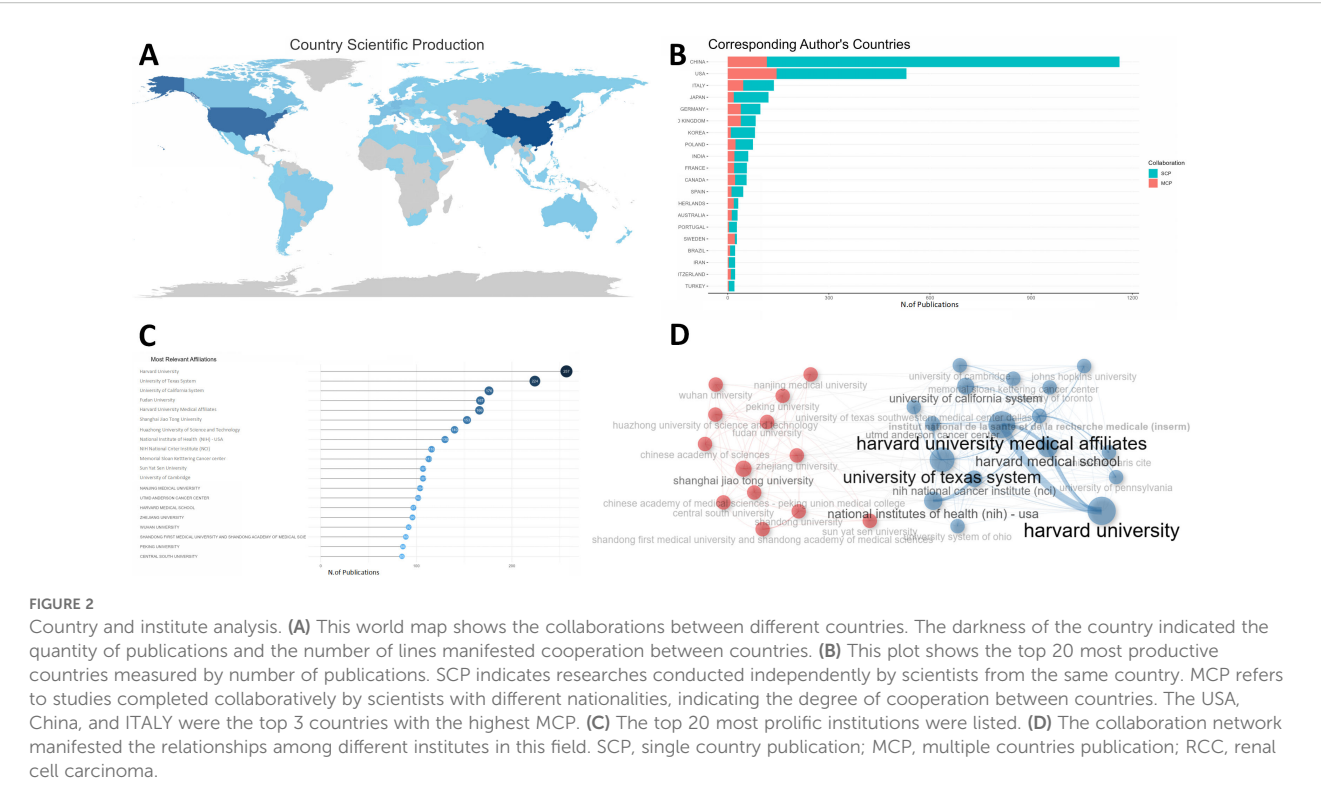 A
Country Scientific Production
B
Corresponding Author's Countries
CHINA
USA
ITALY
JAPAN
GERMANY
J KINGDOM
KOREA
POLAND
INDIA
FRANCE
CANADA
SPAIN
HERLANDS
AUSTRALIA
PORTUGAL
SWEDEN
BRAZIL
IRAN
ITZERLAND
TURKEY
0 300 600 900 1200
N.of Publications
Collaboration
SCP
MCP
C
Most Relevant Affiliations
Harvard University
University of Texas System
University of California System
Fudan University
Harvard University Medical Affiliates
Shanghai Jiao Tong University
Huazhong University of Science and Technology
National Institute of Health (NIH) - USA
NIH National Cnter Institute (NCI)
Memorial Sloan Kettering Cancer center
Sun Yat Sen University
University of Cambridge
NANJING MEDICAL UNIVERSITY
UTMD ANDERSON CANCER CENTER
HARVARD MEDICAL SCHOOL
ZHEJIANG UNIVERSITY
WUHAN UNIVERSITY
SHANDONG FIRST MEDICAL UNIVERSITY AND SHANDONG ACADEMY OF MEDICAL SCIE
PEKING UNIVERSITY
CENTRAL SOUTH UNIVERSITY
257
224
0 100 200
N.of Publications
D
nanjing medical university
wuhan university
peking university
huazhong university of science and technology
fudan university
chinese academy of sciences
zhejiang university
shanghai jiao tong university
chinese academy of medical sciences - peking union medical college
central south university
shandong university
sun yat sen university
shandong first medical university and shandong academy of medical sciences
university of cambridge
johns hopkins university
memorial sloan kettering cancer center
university of california system
university of toronto
university of texas southwestern medical center dallas
institut national de la sante et de la recherche medicale (inserm)
utmd anderson cancer center
harvard university medical affiliates
harvard medical school
paris cite
university of texas system
nih national cancer institute (nci)
university of pennsylvania
national institutes of health (nih) - usa
university system of ohio
harvard university
FIGURE 2
Country and institute analysis. (A) This world map shows the collaborations between different countries. The darkness of the country indicated the
quantity of publications and the number of lines manifested cooperation between countries. (B) This plot shows the top 20 most productive
countries measured by number of publications. SCP indicates researches conducted independently by scientists from the same country. MCP refers
to studies completed collaboratively by scientists with different nationalities, indicating the degree of cooperation between countries. The USA,
China, and ITALY were the top 3 countries with the highest MCP. (C) The top 20 most prolific institutions were listed. (D) The collaboration network
manifested the relationships among different institutes in this field. SCP, single country publication; MCP, multiple countries publication; RCC, renal
cell carcinoma.